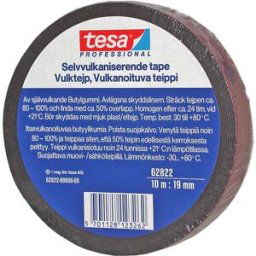 tesa
PROFESSIONAL
Selvvulkaniserende tape
Vulktejp, Vulkanoituva teippi
Av självvulkande Butylgummi. Avlägsna skyddslinern. Sträck tejpen ca.
80 – 100% och linda med ca. 50% overlapp. Homogen efter ca. 24 tim. vid
+21°C. Bör skyddas med mjuk plast/eltejp. Temp. best: 30 till +80° C.
Itsevulkanoituvaa butyylikumia. Poista suojakalvo. Venytä teippiä noin
80 – 100% ja teippaa siten, että 50% teipin edellisestä kerroksesta
peittyy. Teippi vulkanisoituu noin 24 tunnissa +21° C:n lämpötilassa.
Suojattava muovi- /sähköteipillä. Lämmönkesto: -30.. +80° C.
62822
10 m : 19 mm
62822-00000-00
5 701128 123262